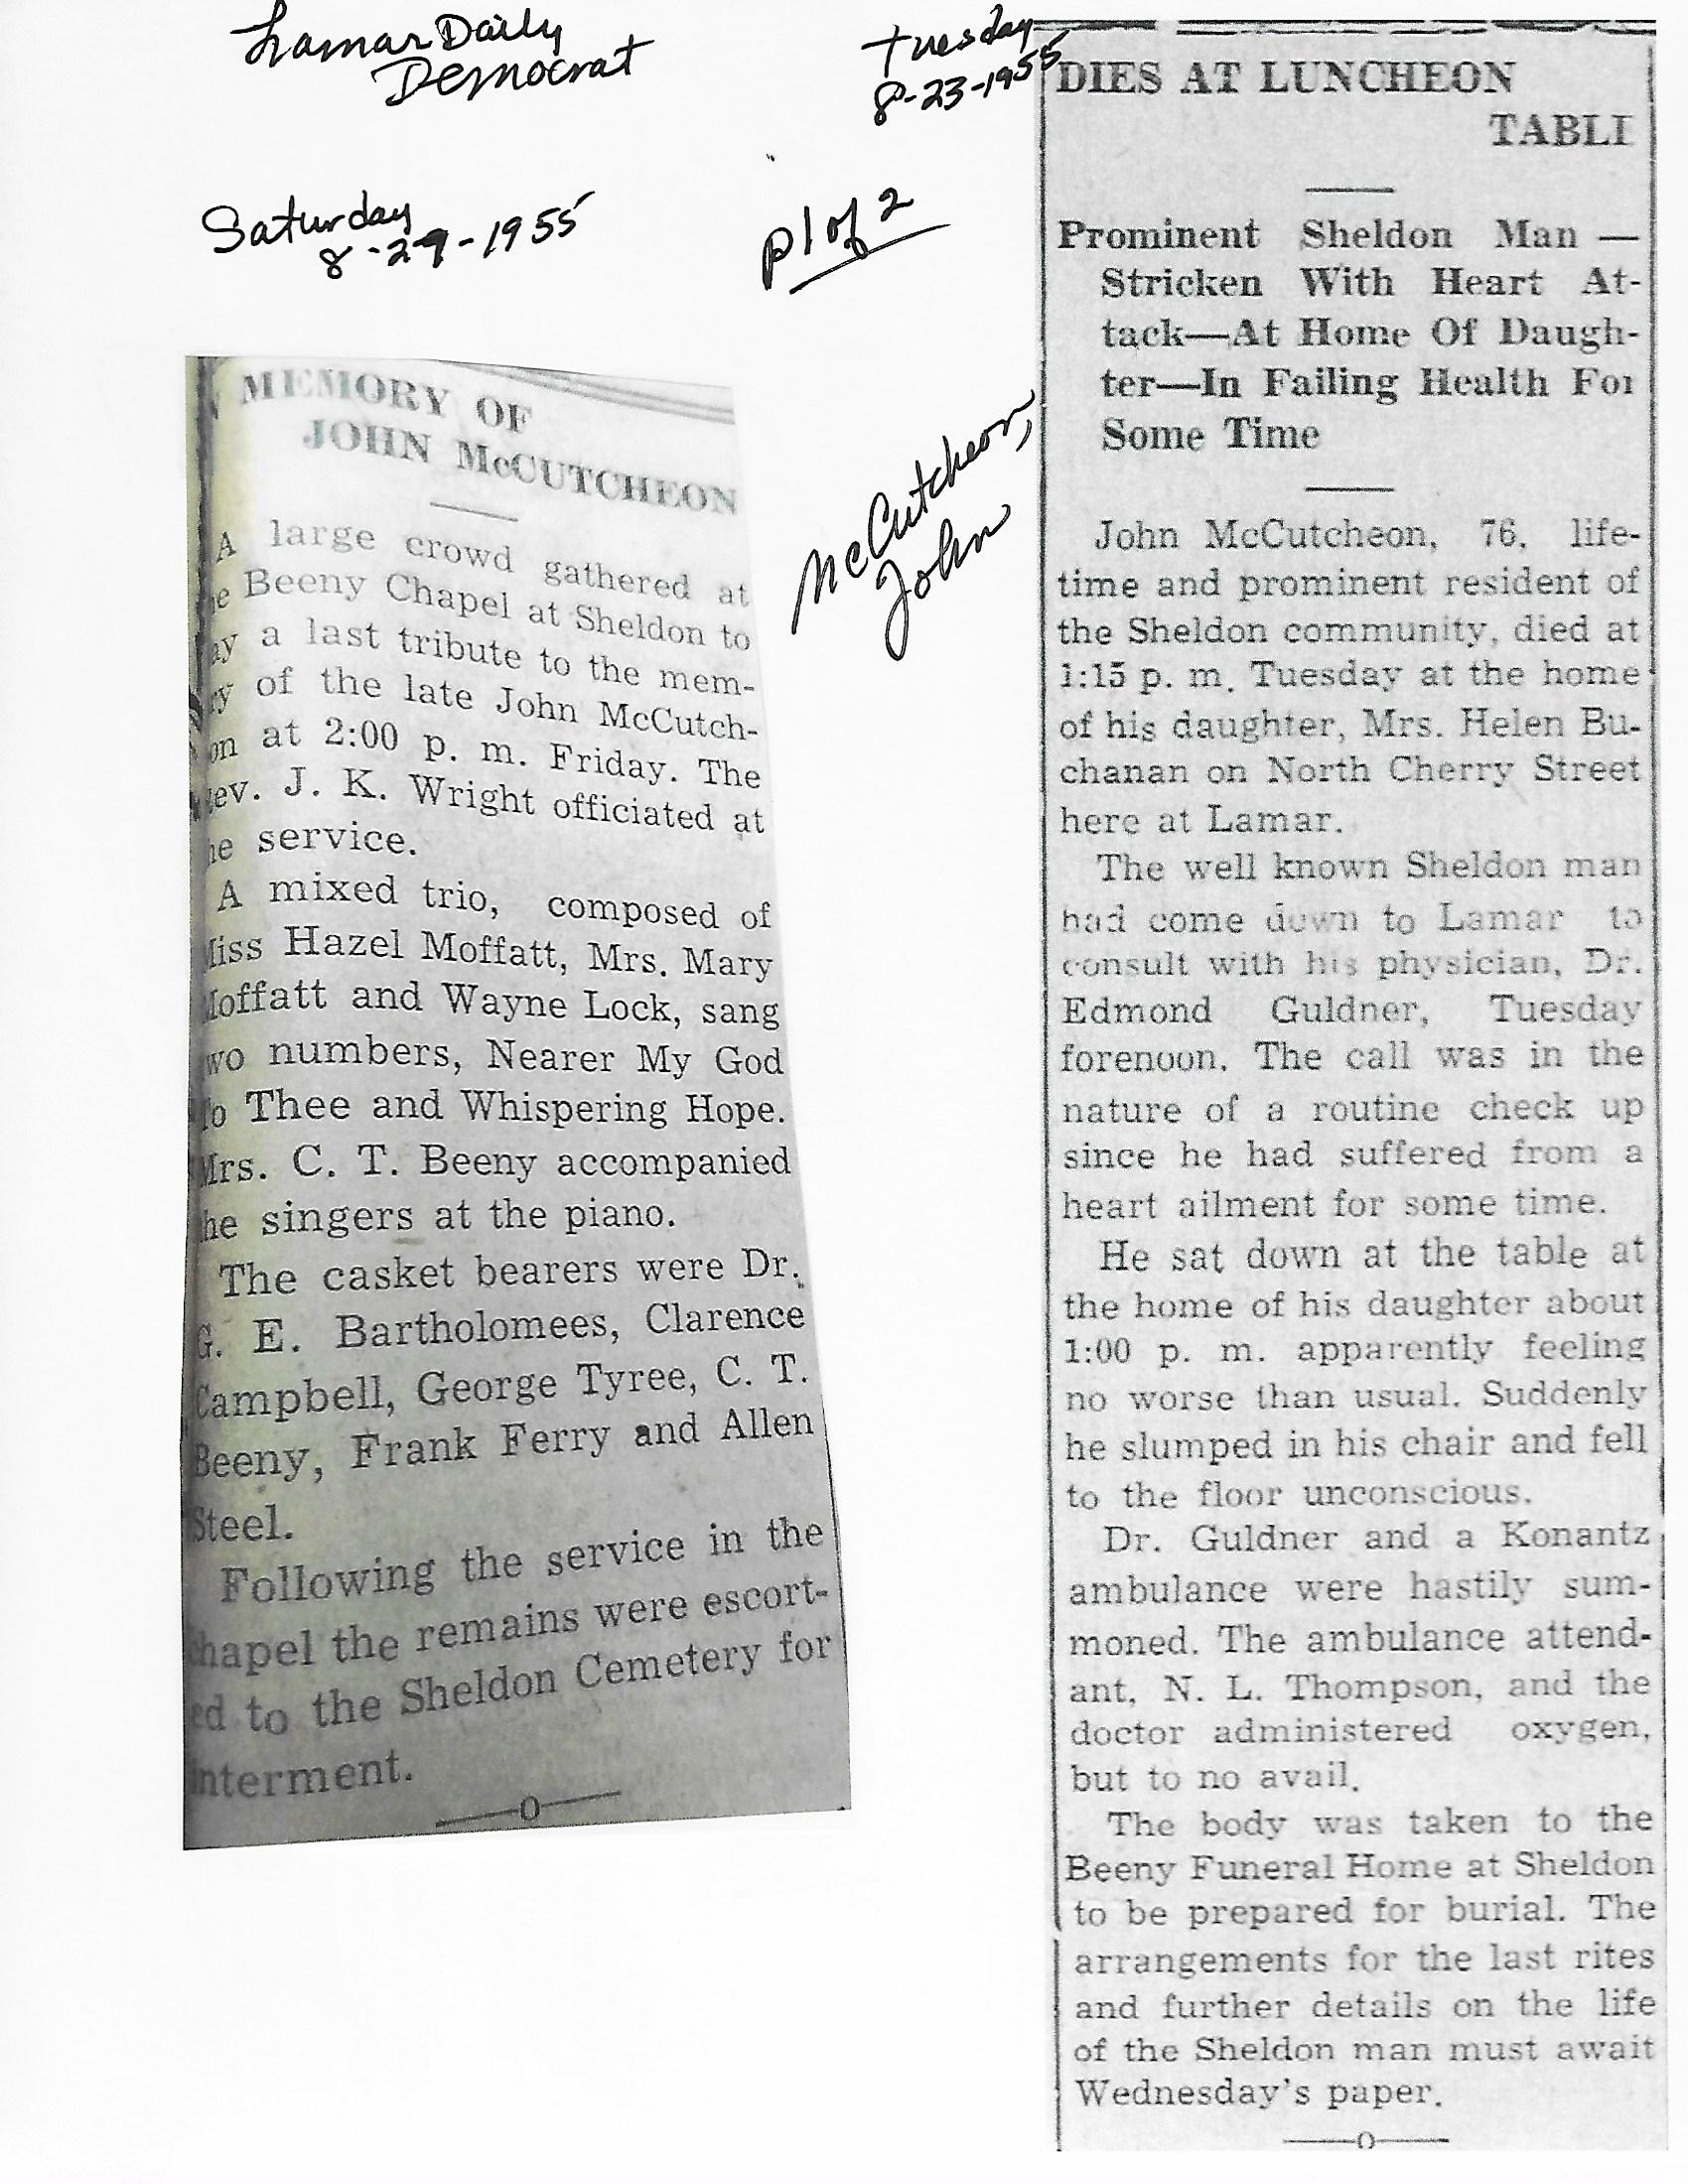 Lamar Daily
Democrat
Tuesday
8-23-1955
Saturday
8-29-1955
p1 of 2
McCutcheon,
John
MEMORY OF
JOHN McCUTCHEON
A large crowd gathered at
e Beeny Chapel at Sheldon to
ay a last tribute to the mem-
ry of the late John McCutch-
on at 2:00 p. m. Friday. The
ev. J. K. Wright officiated at
he service.
A mixed trio, composed of
Miss Hazel Moffatt, Mrs. Mary
Moffatt and Wayne Lock, sang
wo numbers, Nearer My God
To Thee and Whispering Hope.
Mrs. C. T. Beeny accompanied
he singers at the piano.
The casket bearers were Dr.
G. E. Bartholomees, Clarence
Campbell, George Tyree, C. T.
Beeny, Frank Ferry and Allen
Steel.
Following the service in the
chapel the remains were escort-
ed to the Sheldon Cemetery for
interment.
O
DIES AT LUNCHEON
TABLI
Prominent Sheldon Man —
Stricken With Heart At-
tack—At Home Of Daugh-
ter—In Failing Health For
Some Time
John McCutcheon, 76, life-
time and prominent resident of
the Sheldon community, died at
1:15 p. m. Tuesday at the home
of his daughter, Mrs. Helen Bu-
chanan on North Cherry Street
here at Lamar.
The well known Sheldon man
had come down to Lamar to
consult with his physician, Dr.
Edmond Guldner, Tuesday
forenoon. The call was in the
nature of a routine check up
since he had suffered from a
heart ailment for some time.
He sat down at the table at
the home of his daughter about
1:00 p. m. apparently feeling
no worse than usual. Suddenly
he slumped in his chair and fell
to the floor unconscious.
Dr. Guldner and a Konantz
ambulance were hastily sum-
moned. The ambulance attend-
ant, N. L. Thompson, and the
doctor administered oxygen,
but to no avail.
The body was taken to the
Beeny Funeral Home at Sheldon
to be prepared for burial. The
arrangements for the last rites
and further details on the life
of the Sheldon man must await
Wednesday's paper.
O